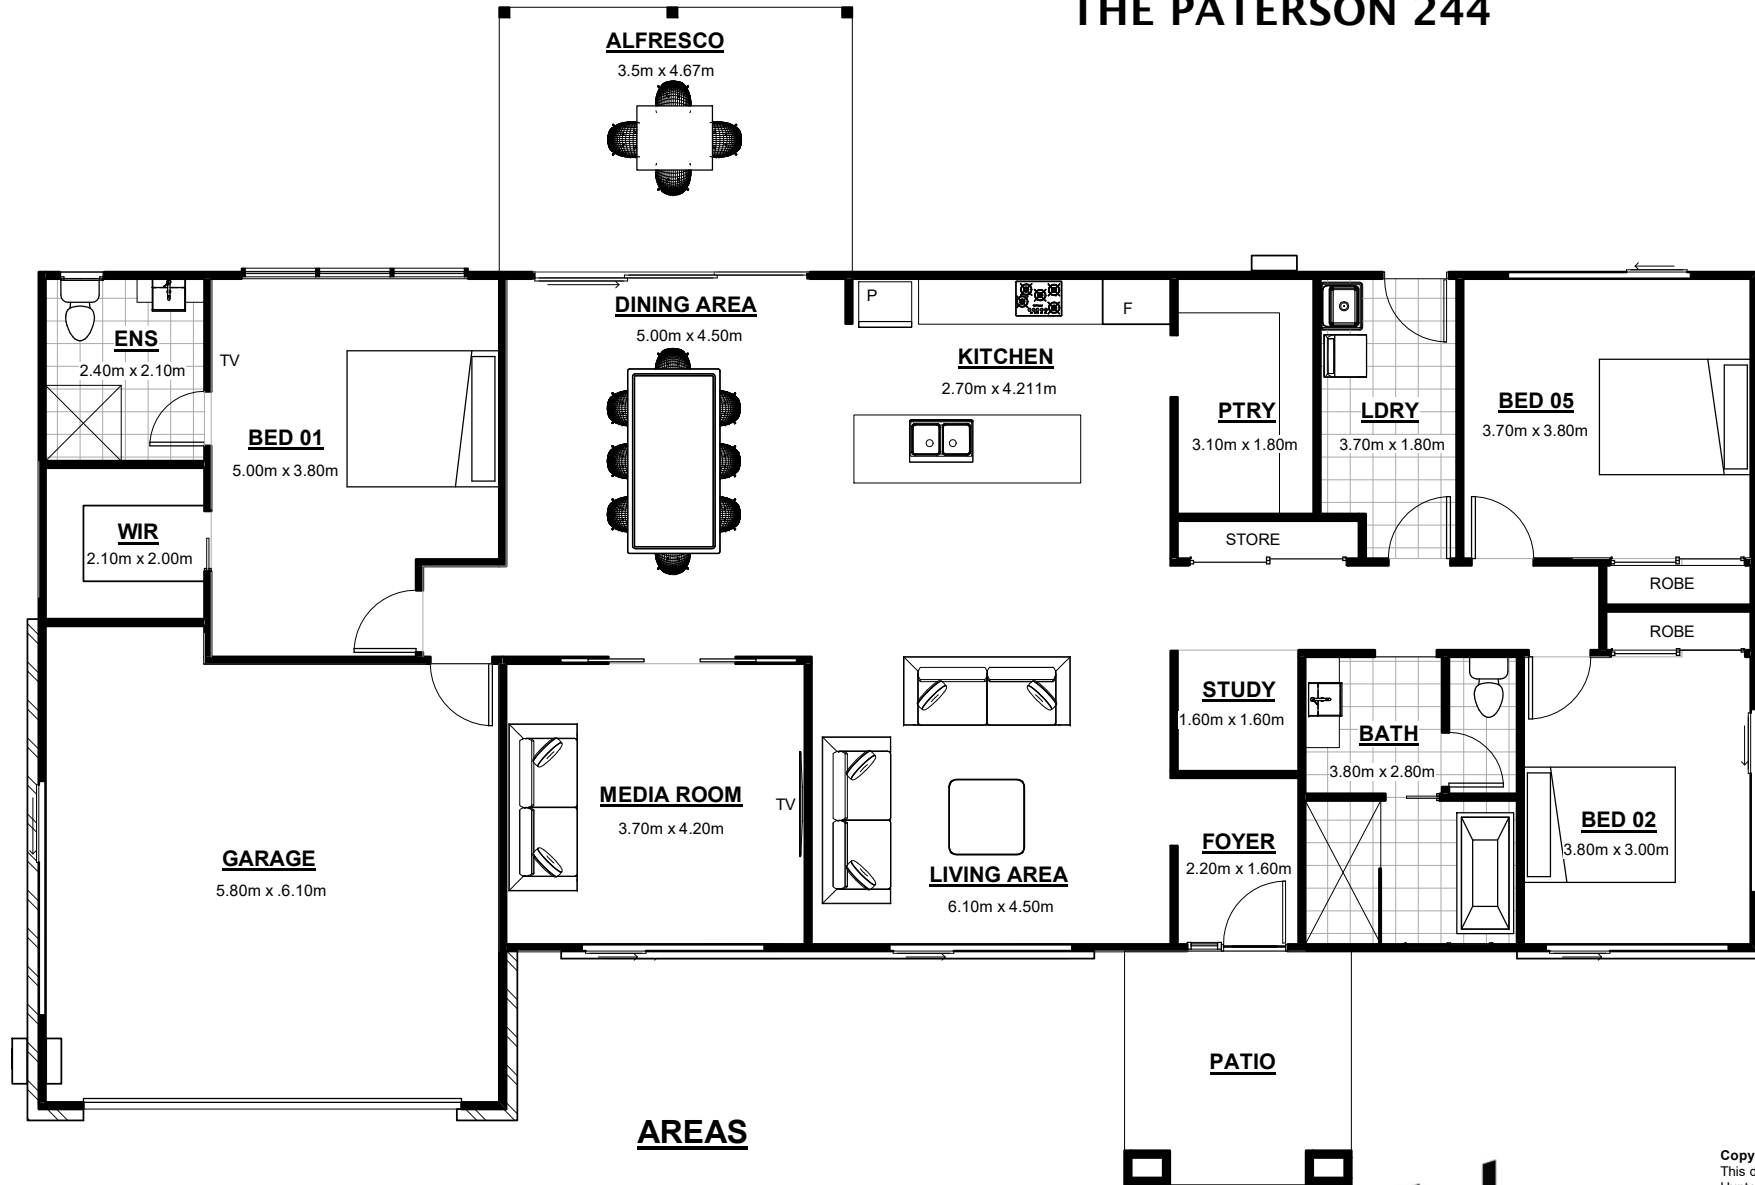 THE PATERSON 244
ALFRESCO
3.5m x 4.67m
DINING AREA
5.00m x 4.50m
P
F
KITCHEN
2.70m x 4.211m
ENS
2.40m x 2.10m
TV
BED 01
5.00m x 3.80m
PTRY
3.10m x 1.80m
LDRY
3.70m x 1.80m
BED 05
3.70m x 3.80m
WIR
2.10m x 2.00m
STORE
ROBE
ROBE
STUDY
1.60m x 1.60m
BATH
3.80m x 2.80m
MEDIA ROOM
3.70m x 4.20m
TV
LIVING AREA
6.10m x 4.50m
FOYER
2.20m x 1.60m
BED 02
3.80m x 3.00m
GARAGE
5.80m x .6.10m
PATIO
AREAS
Copy
This d